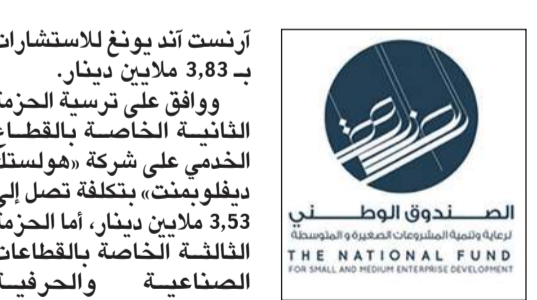 آرنست آند يونغ للاستشارات
بـ 3,83 ملايين دينار.
ووافق على ترسية الحزمة
الثانية الخاصة بالقطاع
الخدمي على شركة «هولستك
ديفلوبمنت» بتكلفة تصل إلى
3,53 ملايين دينار، أما الحزمة
الثالثة الخاصة بالقطاعات
الصناعية والحرفية
الصندوق الوطني
لرعاية وتنمية المشروعات الصغيرة و المتوسطة
THE NATIONAL FUND
FOR SMALL AND MEDIUM ENTERPRISE DEVELOPMENT